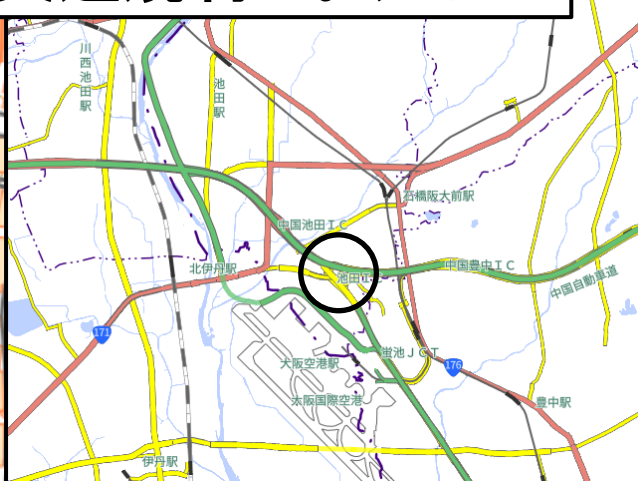 川西池田駅
池田駅
石橋阪大前駅
中国池田IC
北伊丹駅
池田I
中国豊中IC
中国自動車道
171
大阪空港駅
蛍池JCT
176
大阪国際空港
豊中駅
伊丹駅